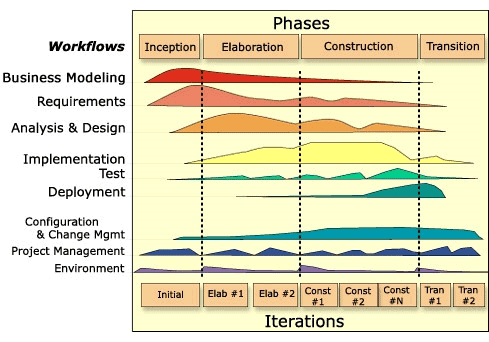 Phases
Workflows
Inception Elaboration Construction Transition
Business Modeling
Requirements
Analysis & Design
Implementation
Test
Deployment
Configuration
& Change Mgmt
Project Management
Environment
Initial Elab #1 Elab #2 Const #1 Const #2 Const #N Tran #1 Tran #2
Iterations